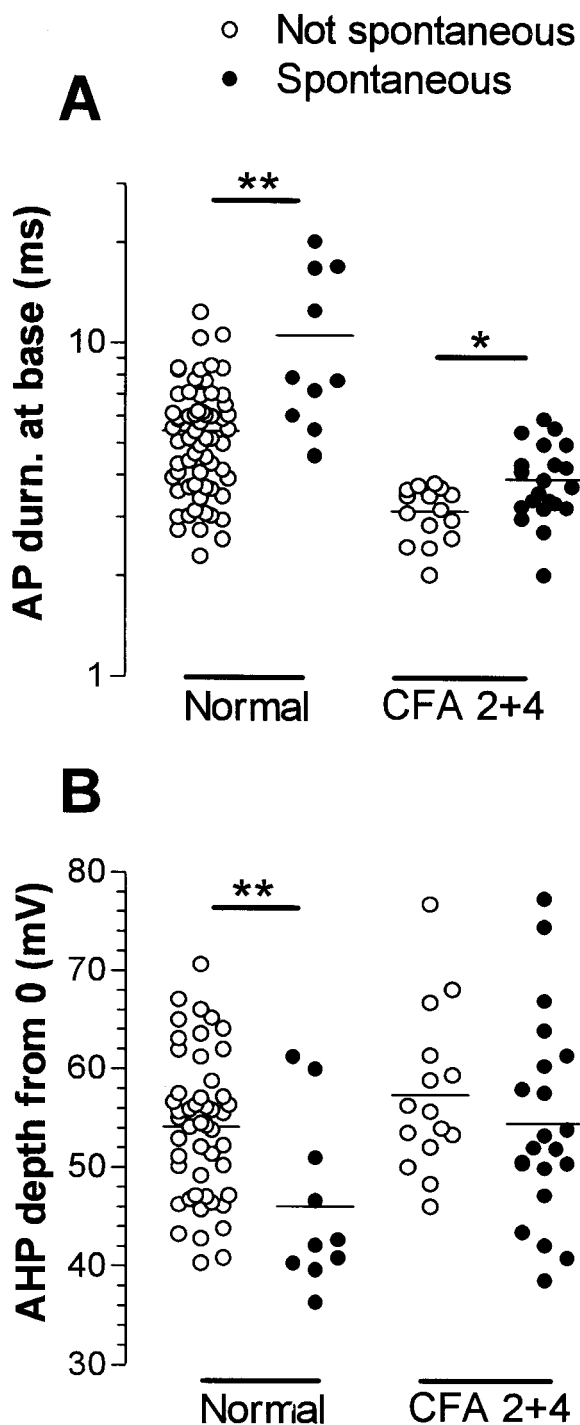 Not spontaneous
Spontaneous
A
AP durn. at base (ms)
**
*
10
1
Normal
CFA 2+4
B
AHP depth from 0 (mV)
**
80
70
60
50
40
30
Normal
CFA 2+4